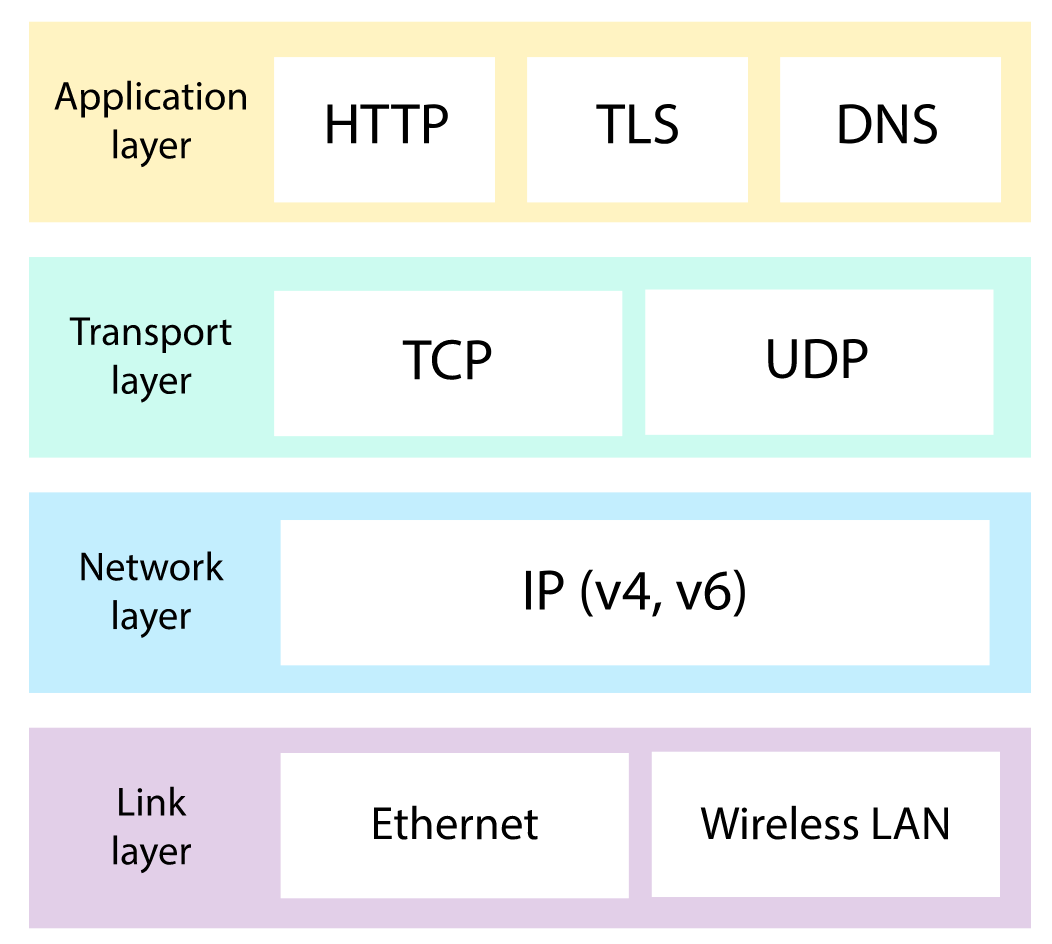 Application
layer
HTTP
TLS
DNS
Transport
layer
TCP
UDP
Network
layer
IP (v4, v6)
Link
layer
Ethernet
Wireless LAN